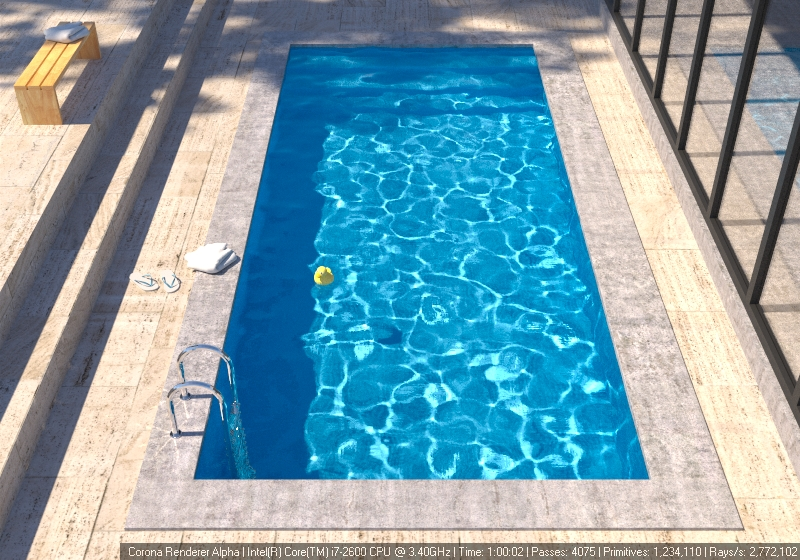 Corona Renderer Alpha | Intel(R) Core(TM) i7-2600 CPU @ 3.40GHz | Time: 1:00:02 | Passes: 4075 | Primitives: 1,234,110 | Rays/s: 2,772,102